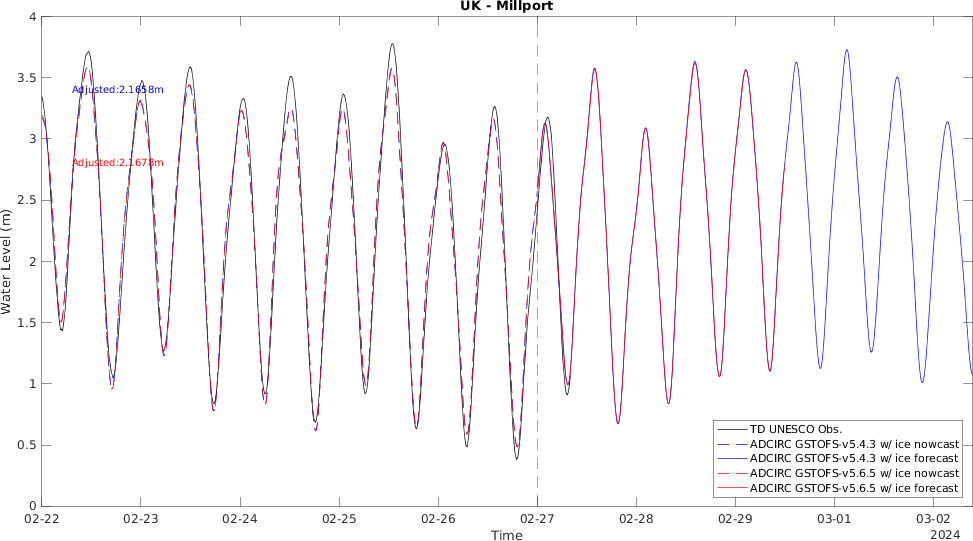 UK - Millport
4
3.5
3
2.5
2
1.5
1
0.5
0
Water Level (m)
Adjusted:2.1658m
Adjusted:2.1678m
TD UNESCO Obs.
ADCIRC GSTOFS-v5.4.3 w/ ice nowcast
ADCIRC GSTOFS-v5.4.3 w/ ice forecast
ADCIRC GSTOFS-v5.6.5 w/ ice nowcast
ADCIRC GSTOFS-v5.6.5 w/ ice forecast
02-22 02-23 02-24 02-25 02-26 02-27 02-28 02-29 03-01 03-02
Time
2024